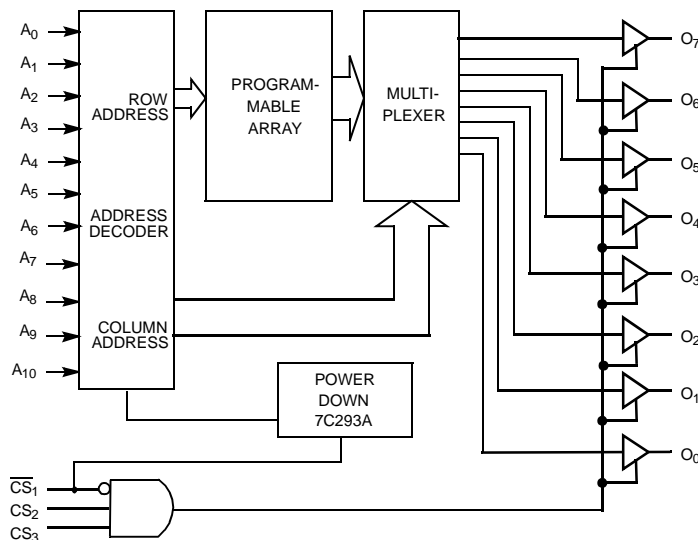 A0
A1
A2
A3
A4
A5
A6
A7
A8
A9
A10
ROW
ADDRESS
ADDRESS
DECODER
COLUMN
ADDRESS
PROGRAM-
MABLE
ARRAY
MULTI-
PLEXER
POWER
DOWN
7C293A
CS1
CS2
CS3
O7
O6
O5
O4
O3
O2
O1
O0